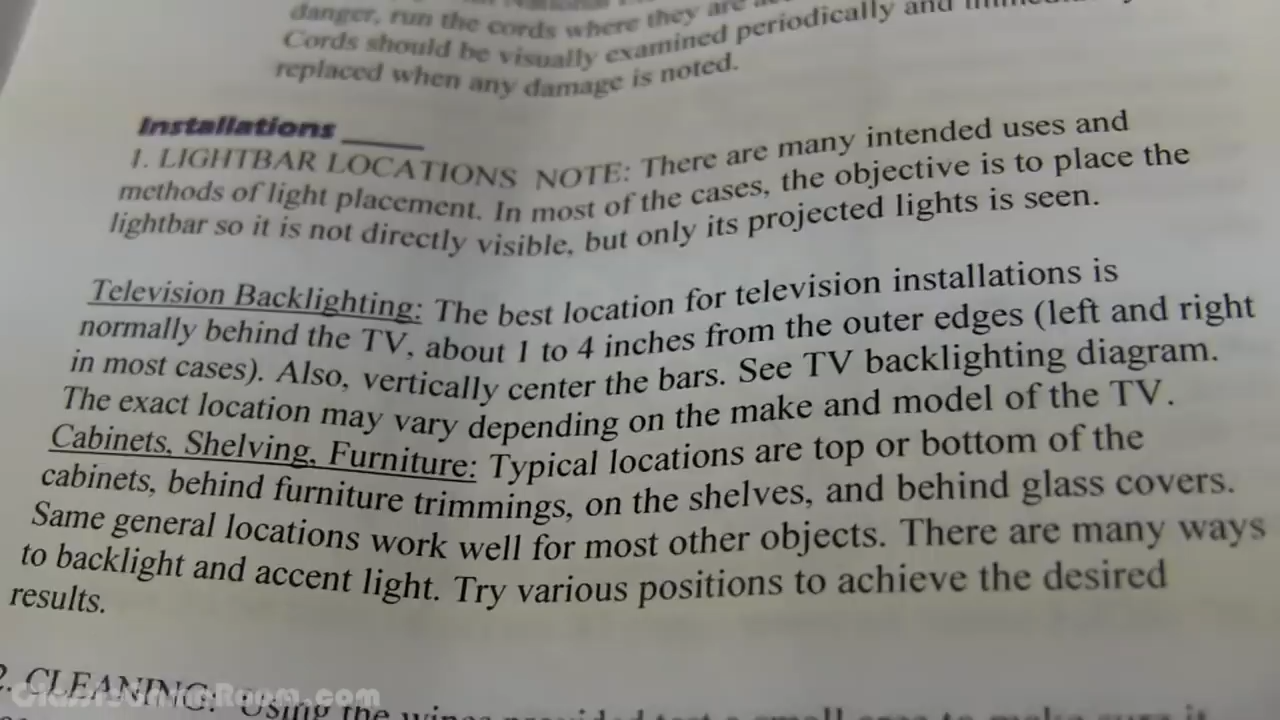 danger, run the cords where they are
Cords should be visually examined periodically and
replaced when any damage is noted.
Installations
1. LIGHTBAR LOCATIONS NOTE: There are many intended uses and
methods of light placement. In most of the cases, the objective is to place the
lightbar so it is not directly visible, but only its projected lights is seen.
Television Backlighting: The best location for television installations is
normally behind the TV, about 1 to 4 inches from the outer edges (left and right
in most cases). Also, vertically center the bars. See TV backlighting diagram.
The exact location may vary depending on the make and model of the TV.
Cabinets, Shelving, Furniture: Typical locations are top or bottom of the
cabinets, behind furniture trimmings, on the shelves, and behind glass covers.
Same general locations work well for most other objects. There are many ways
to backlight and accent light. Try various positions to achieve the desired
results.
2. CLEANING: Using the
ClassicGameRoom.com